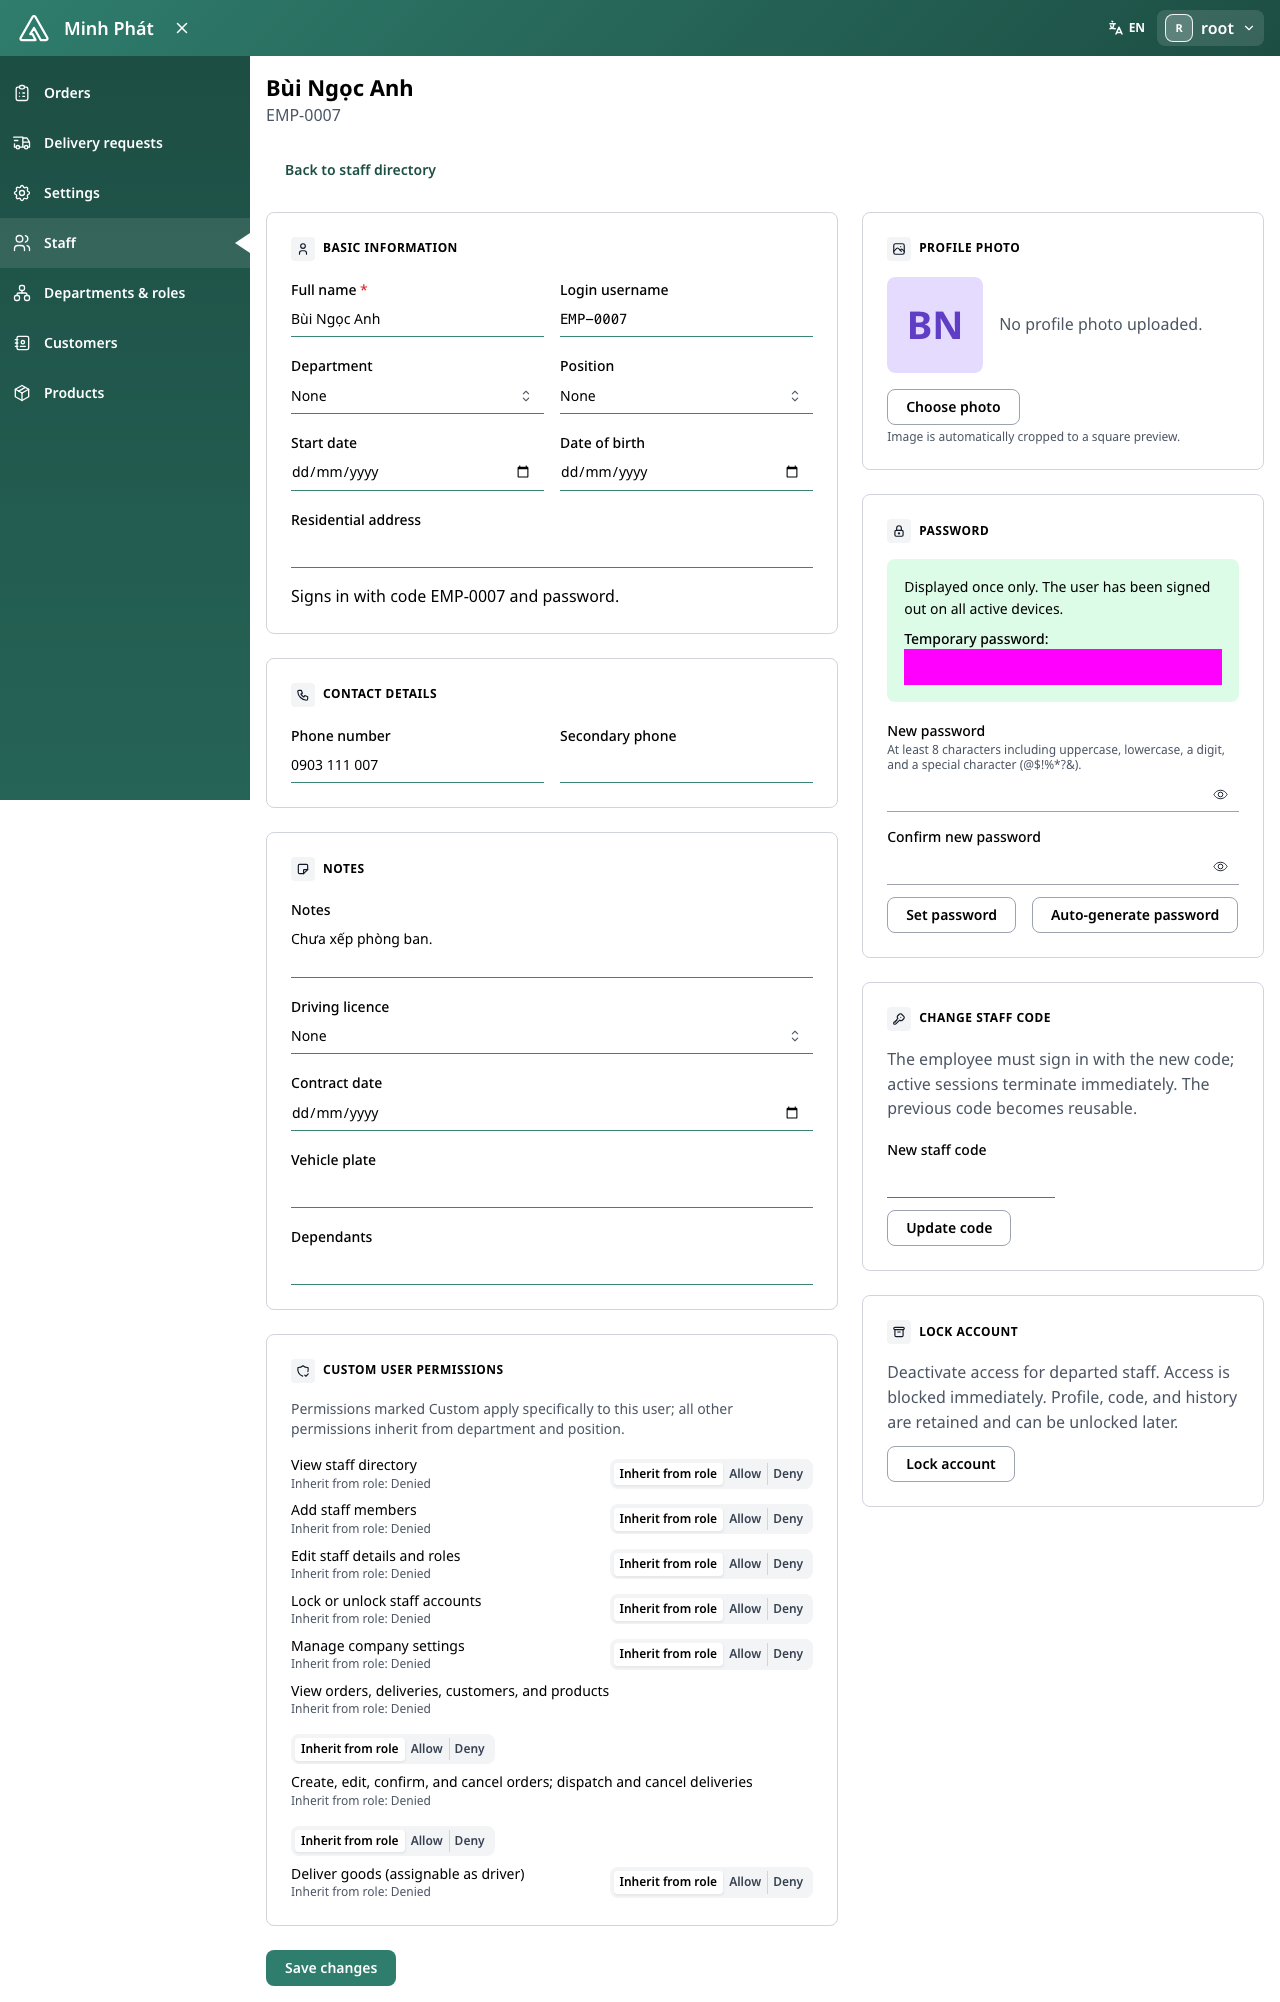 Minh Phát
EN
R
root
Orders
Delivery requests
Settings
Staff
Departments & roles
Customers
Products
Bùi Ngọc Anh
EMP-0007
Back to staff directory
BASIC INFORMATION
Full name *
Login username
Bùi Ngọc Anh
EMP-0007
Department
Position
None
None
Start date
Date of birth
dd/mm/yyyy
dd/mm/yyyy
Residential address
Signs in with code EMP-0007 and password.
CONTACT DETAILS
Phone number
Secondary phone
0903 111 007
NOTES
Notes
Chưa xếp phòng ban.
Driving licence
None
Contract date
dd/mm/yyyy
Vehicle plate
Dependants
CUSTOM USER PERMISSIONS
Permissions marked Custom apply specifically to this user; all other
permissions inherit from department and position.
View staff directory
Inherit from role: Denied
Inherit from role Allow Deny
Add staff members
Inherit from role: Denied
Inherit from role Allow Deny
Edit staff details and roles
Inherit from role: Denied
Inherit from role Allow Deny
Lock or unlock staff accounts
Inherit from role: Denied
Inherit from role Allow Deny
Manage company settings
Inherit from role: Denied
Inherit from role Allow Deny
View orders, deliveries, customers, and products
Inherit from role: Denied
Inherit from role Allow Deny
Create, edit, confirm, and cancel orders; dispatch and cancel deliveries
Inherit from role: Denied
Inherit from role Allow Deny
Deliver goods (assignable as driver)
Inherit from role: Denied
Inherit from role Allow Deny
Save changes
PROFILE PHOTO
BN
No profile photo uploaded.
Choose photo
Image is automatically cropped to a square preview.
PASSWORD
Displayed once only. The user has been signed
out on all active devices.
Temporary password:
New password
At least 8 characters including uppercase, lowercase, a digit,
and a special character (@$!%*?&).
Confirm new password
Set password
Auto-generate password
CHANGE STAFF CODE
The employee must sign in with the new code;
active sessions terminate immediately. The
previous code becomes reusable.
New staff code
Update code
LOCK ACCOUNT
Deactivate access for departed staff. Access is
blocked immediately. Profile, code, and history
are retained and can be unlocked later.
Lock account